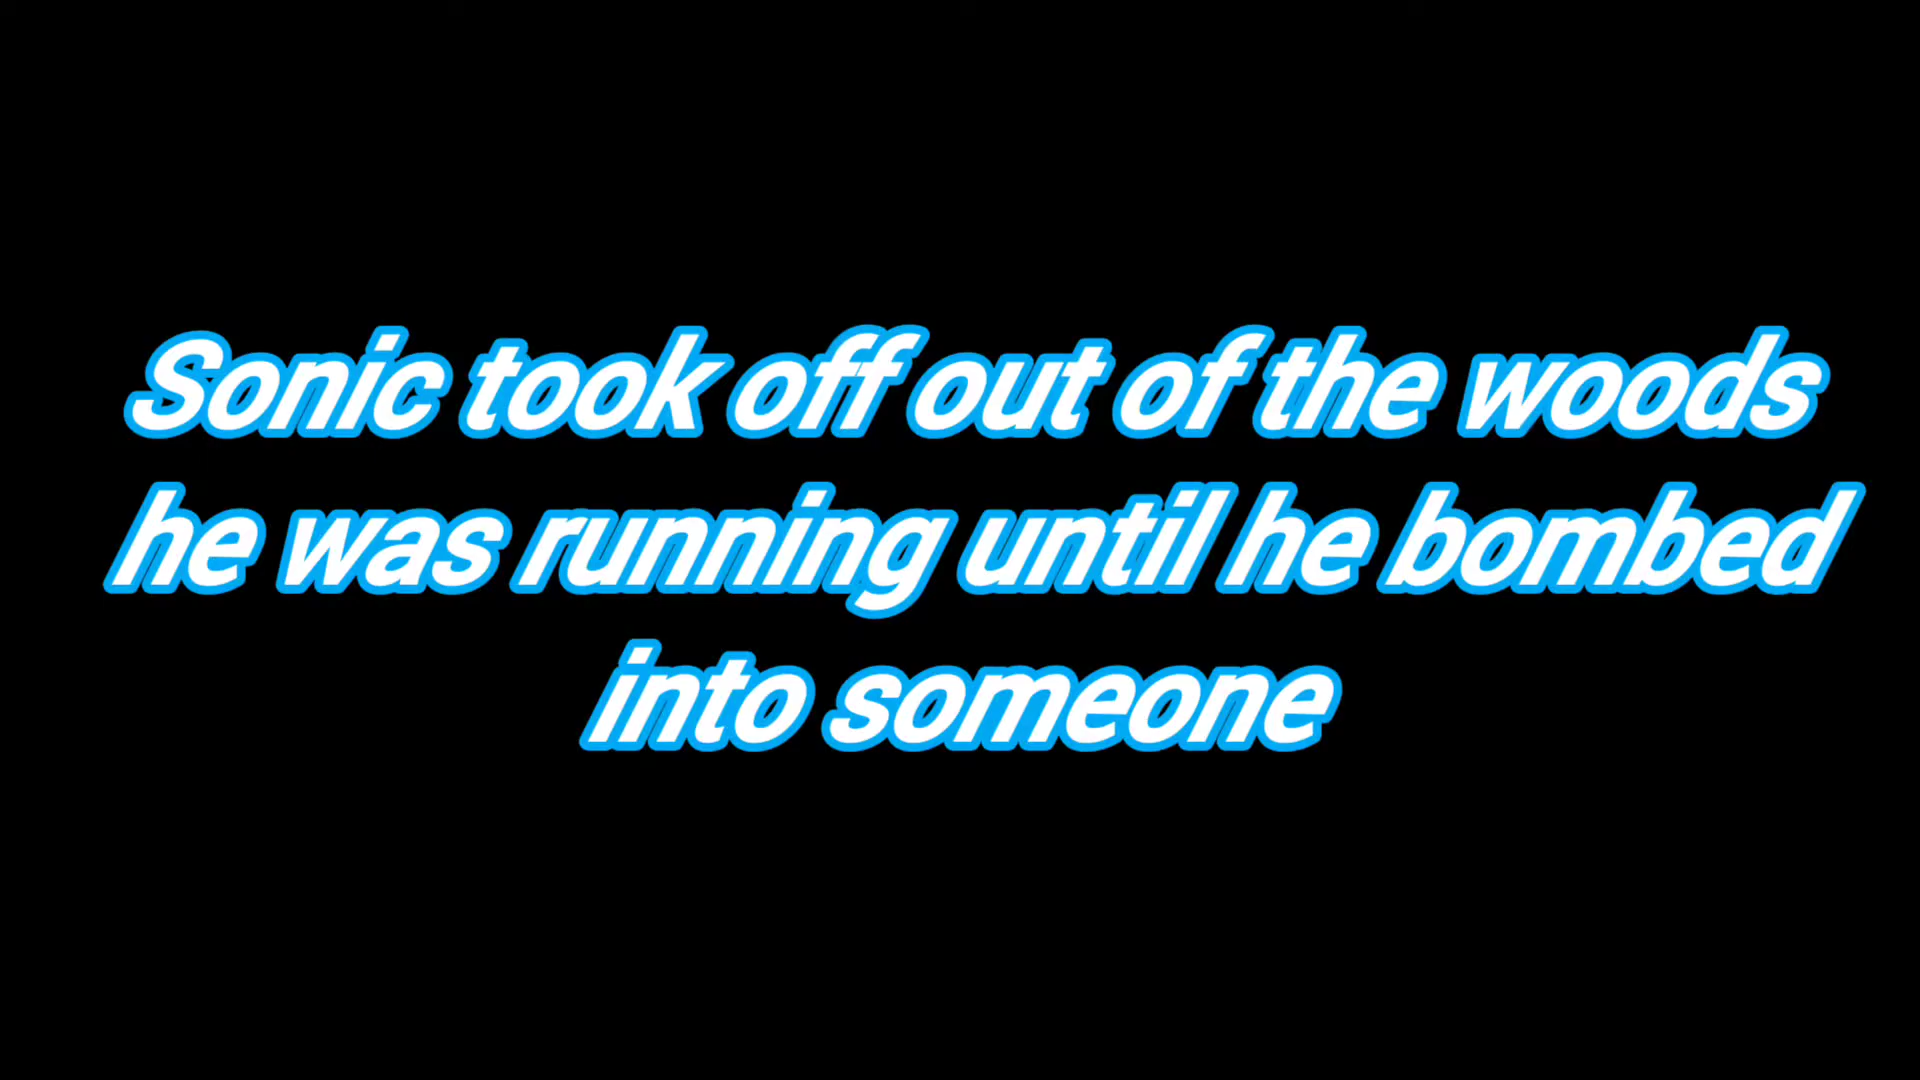 Sonic took off out of the woods
he was running until he bombed
into someone